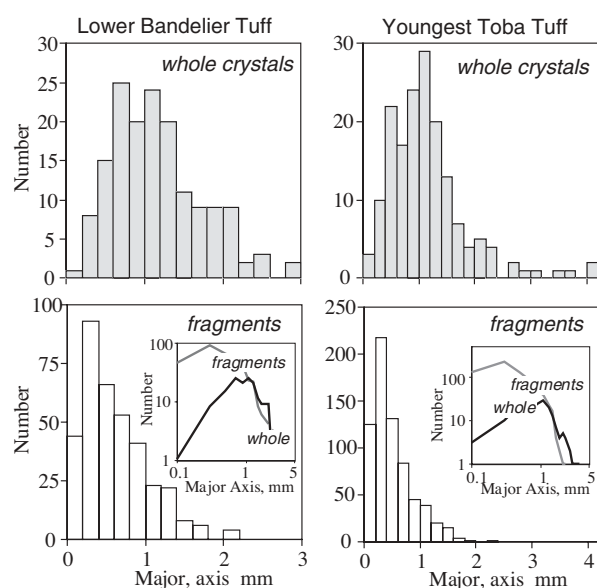 Lower Bandelier Tuff
Youngest Toba Tuff
30
25
20
15
10
5
0
Number
whole crystals
30
20
10
0
whole crystals
100
75
50
25
0
fragments
100
10
1
Number
fragments
whole
0.1
1
5
Major Axis, mm
0
1
2
3
Major, axis mm
250
200
150
100
50
0
fragments
100
10
1
Number
fragments
whole
0.1
1
5
Major Axis, mm
0
1
2
3
4
Major, axis mm